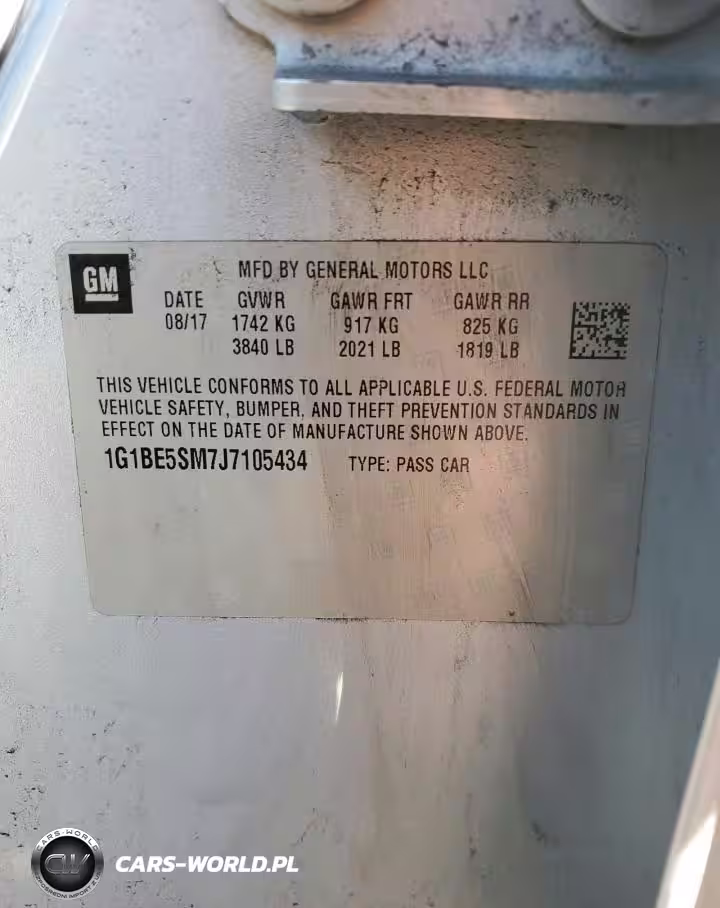 GM
MFD BY GENERAL MOTORS LLC
DATE GVWR GAWR FRT GAWR RR
08/17 1742 KG 917 KG 825 KG
3840 LB 2021 LB 1819 LB
THIS VEHICLE CONFORMS TO ALL APPLICABLE U.S. FEDERAL MOTOR
VEHICLE SAFETY, BUMPER, AND THEFT PREVENTION STANDARDS IN
EFFECT ON THE DATE OF MANUFACTURE SHOWN ABOVE.
1G1BE5SM7J7105434 TYPE: PASS CAR
CARS-WORLD
CARS-WORLD.PL